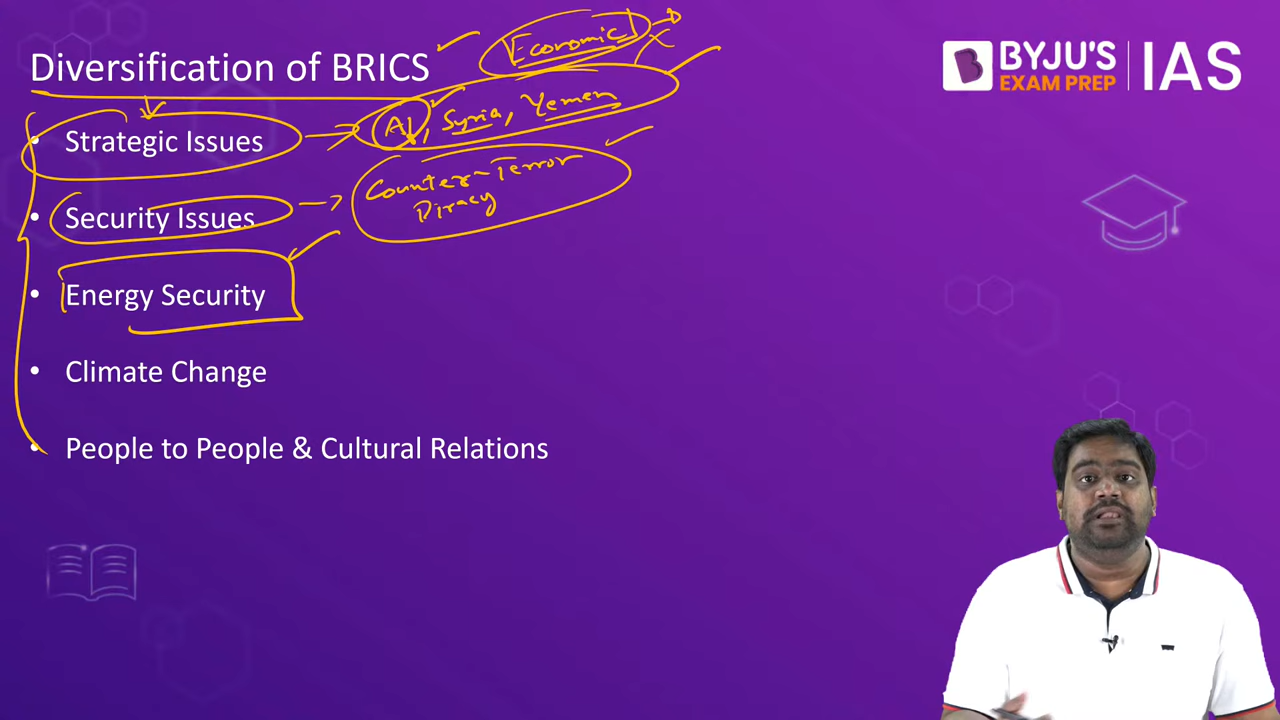 Diversification of BRICS
Economic
• Strategic Issues
Af, Syria, Yemen
• Security Issues
Counter-Terror
Piracy
• Energy Security
• Climate Change
• People to People & Cultural Relations
BYJU'S
EXAM PREP
IAS